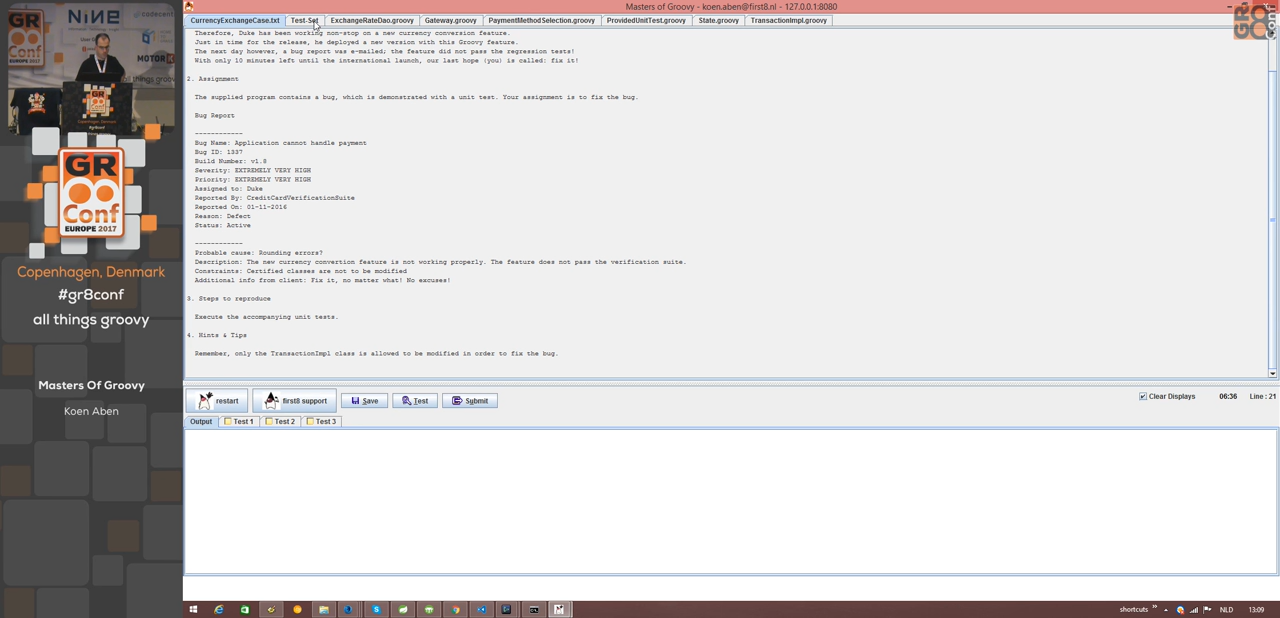 Masters of Groovy - koen.aben@first8.nl - 127.0.0.1:8080
CurrencyExchangeCase.txt
Test-Set
ExchangeRateDao.groovy
Gateway.groovy
PaymentMethodSelection.groovy
ProvidedUnitTest.groovy
State.groovy
TransactionImpl.groovy
Therefore, Duke has been working non-stop on a new currency conversion feature.
Just in time for the release, he deployed a new version with this Groovy feature.
The next day however, a bug report was e-mailed; the feature did not pass the regression tests!
With only 10 minutes left until the international launch, our last hope (you) is called: fix it!
2. Assignment
The supplied program contains a bug, which is demonstrated with a unit test. Your assignment is to fix the bug.
Bug Report
------------
Bug Name: Application cannot handle payment
Bug ID: 1337
Build Number: v1.8
Severity: EXTREMELY VERY HIGH
Priority: EXTREMELY VERY HIGH
Assigned to: Duke
Reported By: CreditCardVerificationSuite
Reported On: 01-11-2016
Reason: Defect
Status: Active
------------
Probable cause: Rounding errors?
Description: The new currency convertion feature is not working properly. The feature does not pass the verification suite.
Constraints: Certified classes are not to be modified
Additional info from client: Fix it, no matter what! No excuses!
3. Steps to reproduce
Execute the accompanying unit tests.
4. Hints & Tips
Remember, only the TransactionImpl class is allowed to be modified in order to fix the bug.
restart
first8 support
Save
Test
Submit
Clear Displays
06:36
Line : 21
Output
Test 1
Test 2
Test 3
GR
Conf
EUROPE 2017
Copenhagen, Denmark
#gr8conf
all things groovy
Masters Of Groovy
Koen Aben
shortcuts
NLD
13:09